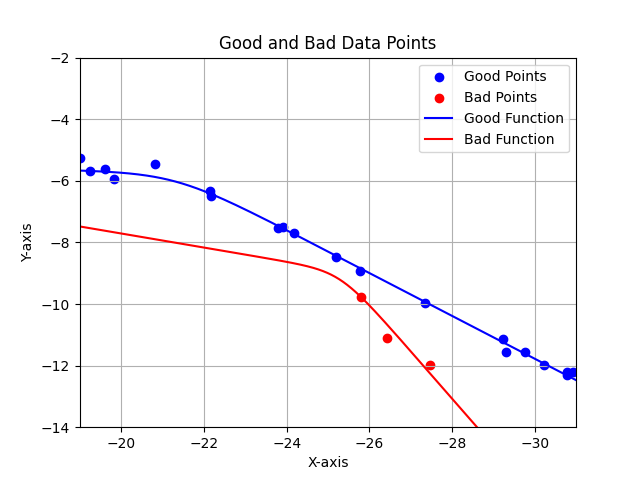 Good and Bad Data Points
Good Points
Bad Points
Good Function
Bad Function
−2
−4
−6
−8
−10
−12
−14
Y-axis
−20
−22
−24
−26
−28
−30
X-axis